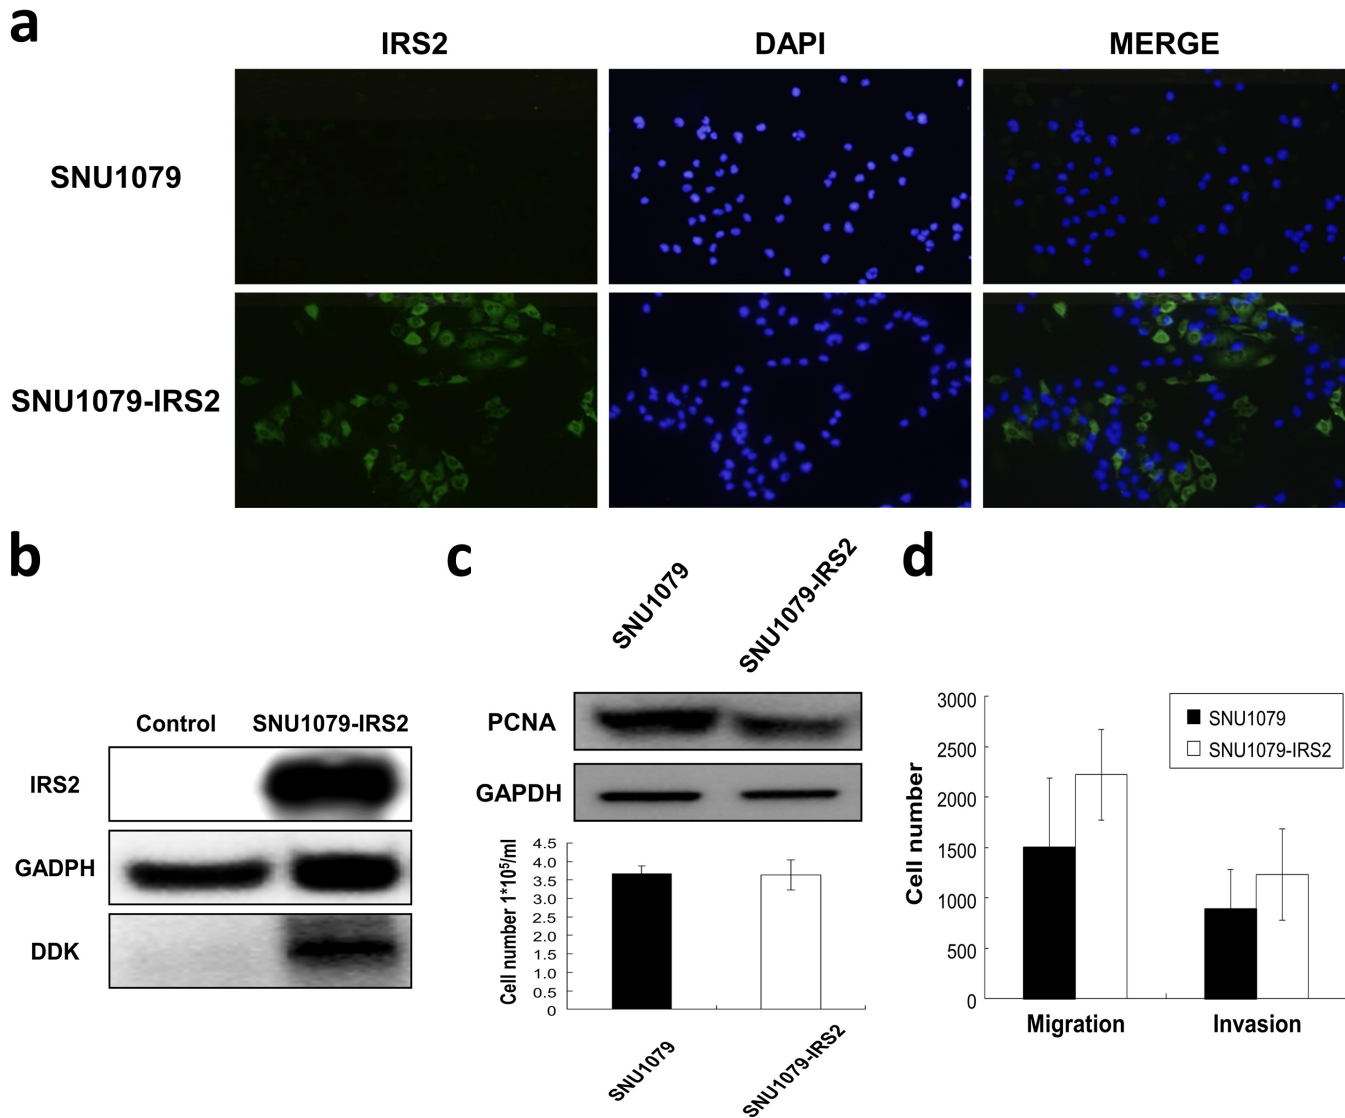 a
IRS2 DAPI MERGE
SNU1079
SNU1079-IRS2
b
Control SNU1079-IRS2
IRS2
GADPH
DDK
c
SNU1079 SNU1079-IRS2
PCNA
GAPDH
Cell number 1*10⁵/ml
4.5
4.0
3.5
3.0
2.5
2.0
1.5
1.0
0.5
0
SNU1079 SNU1079-IRS2
d
Cell number
3000
2500
2000
1500
1000
500
0
SNU1079
SNU1079-IRS2
Migration Invasion